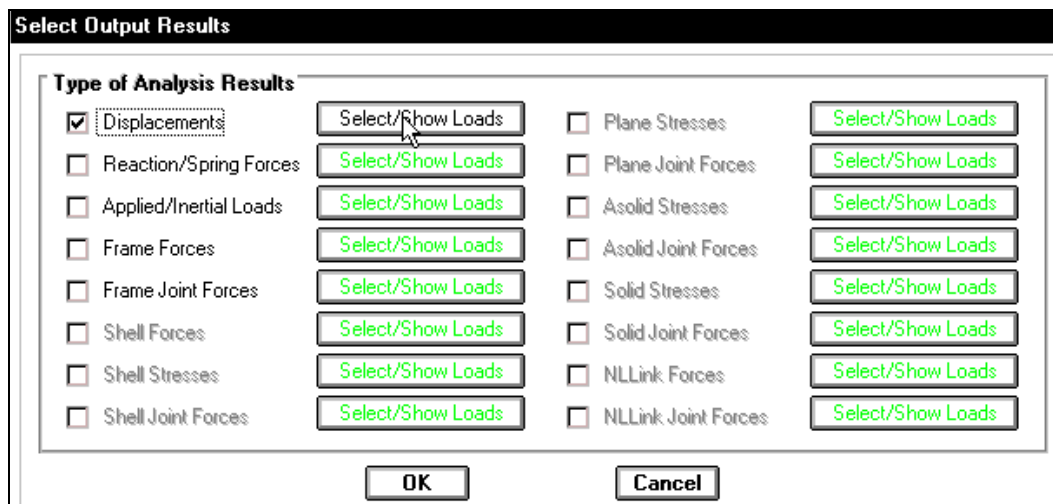 Select Output Results
Type of Analysis Results
Displacements Select/Show Loads Plane Stresses Select/Show Loads
Reaction/Spring Forces Select/Show Loads Plane Joint Forces Select/Show Loads
Applied/Inertial Loads Select/Show Loads Asolid Stresses Select/Show Loads
Frame Forces Select/Show Loads Asolid Joint Forces Select/Show Loads
Frame Joint Forces Select/Show Loads Solid Stresses Select/Show Loads
Shell Forces Select/Show Loads Solid Joint Forces Select/Show Loads
Shell Stresses Select/Show Loads NLLink Forces Select/Show Loads
Shell Joint Forces Select/Show Loads NLLink Joint Forces Select/Show Loads
OK Cancel